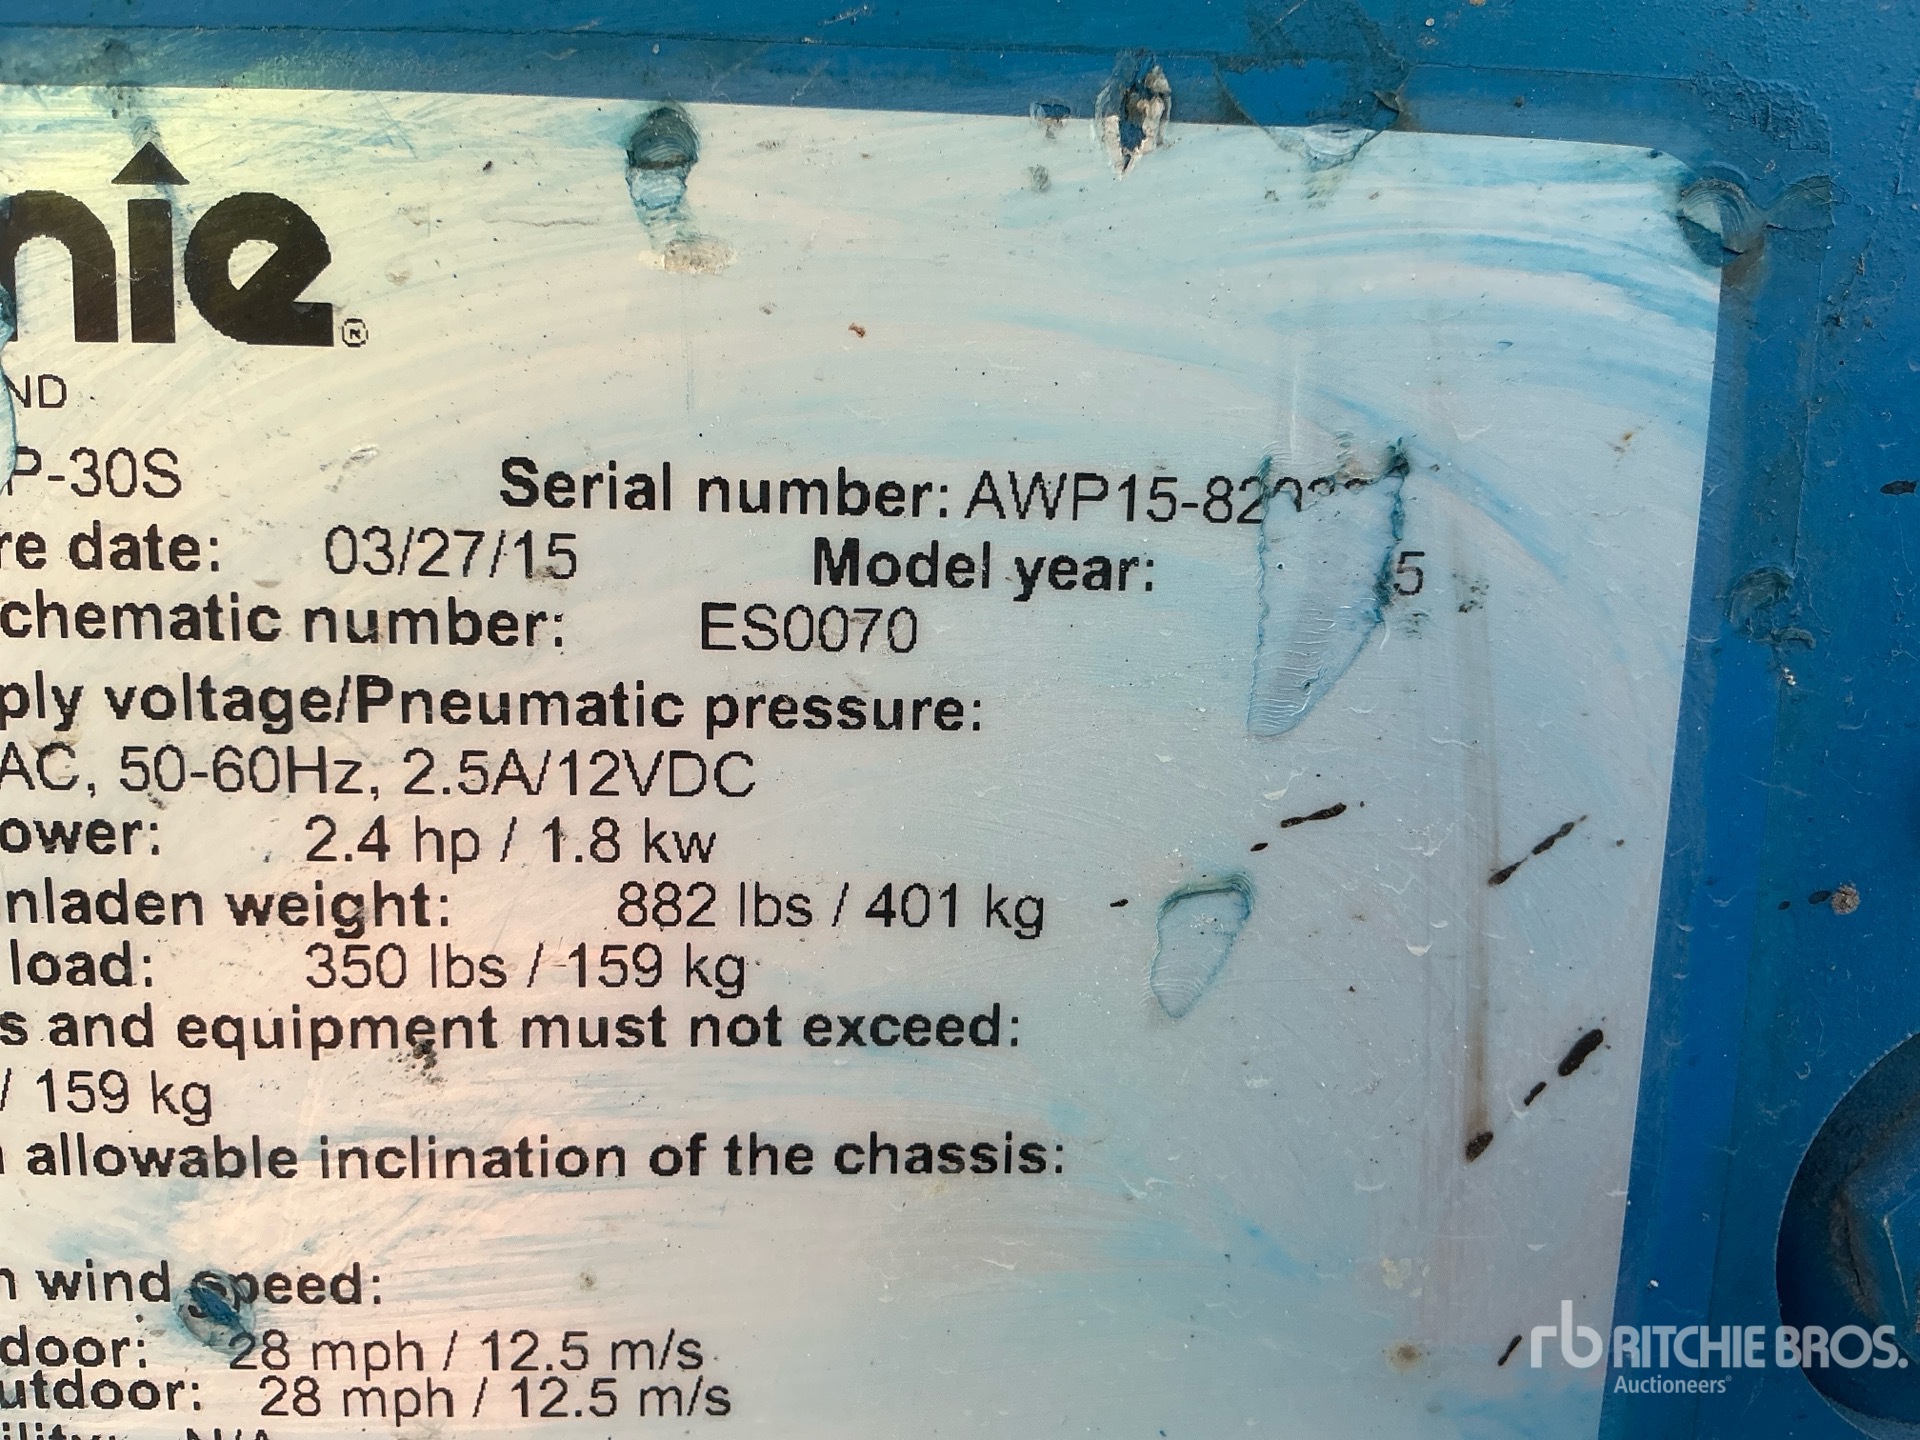 nie®
ND
P-30S Serial number: AWP15-82
re date: 03/27/15 Model year: 5
chematic number: ES0070
ply voltage/Pneumatic pressure:
AC, 50-60Hz, 2.5A/12VDC
ower: 2.4 hp / 1.8 kw
nladen weight: 882 lbs / 401 kg
load: 350 lbs / 159 kg
s and equipment must not exceed:
/ 159 kg
allowable inclination of the chassis:
n wind speed:
door: 28 mph / 12.5 m/s
utdoor: 28 mph / 12.5 m/s
rb RITCHIE BROS.
Auctioneers